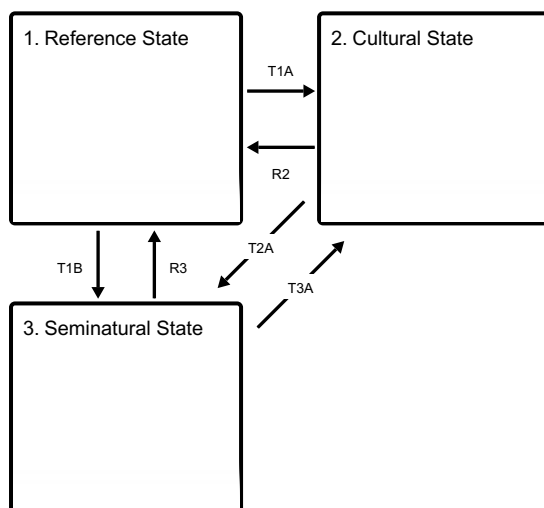 1. Reference State
2. Cultural State
T1A
R2
T1B
R3
T2A
T3A
3. Seminatural State